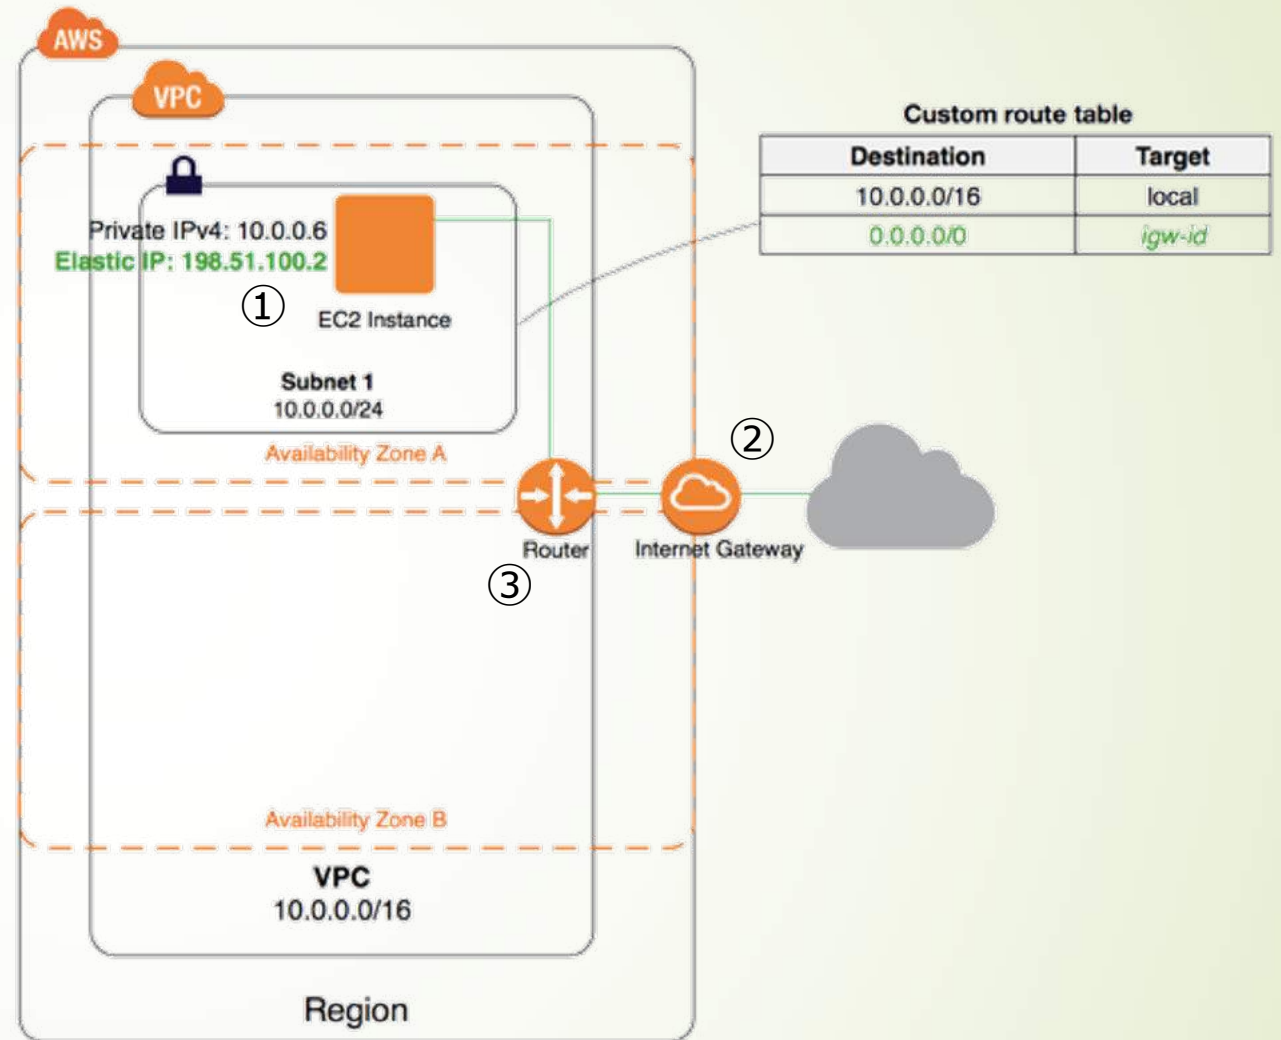 AWS
VPC
Custom route table
Destination Target
10.0.0.0/16 local
0.0.0.0/0 igw-id
Private IPv4: 10.0.0.6
Elastic IP: 198.51.100.2
①
EC2 Instance
Subnet 1
10.0.0.0/24
Availability Zone A
②
Router
Internet Gateway
③
Availability Zone B
VPC
10.0.0.0/16
Region